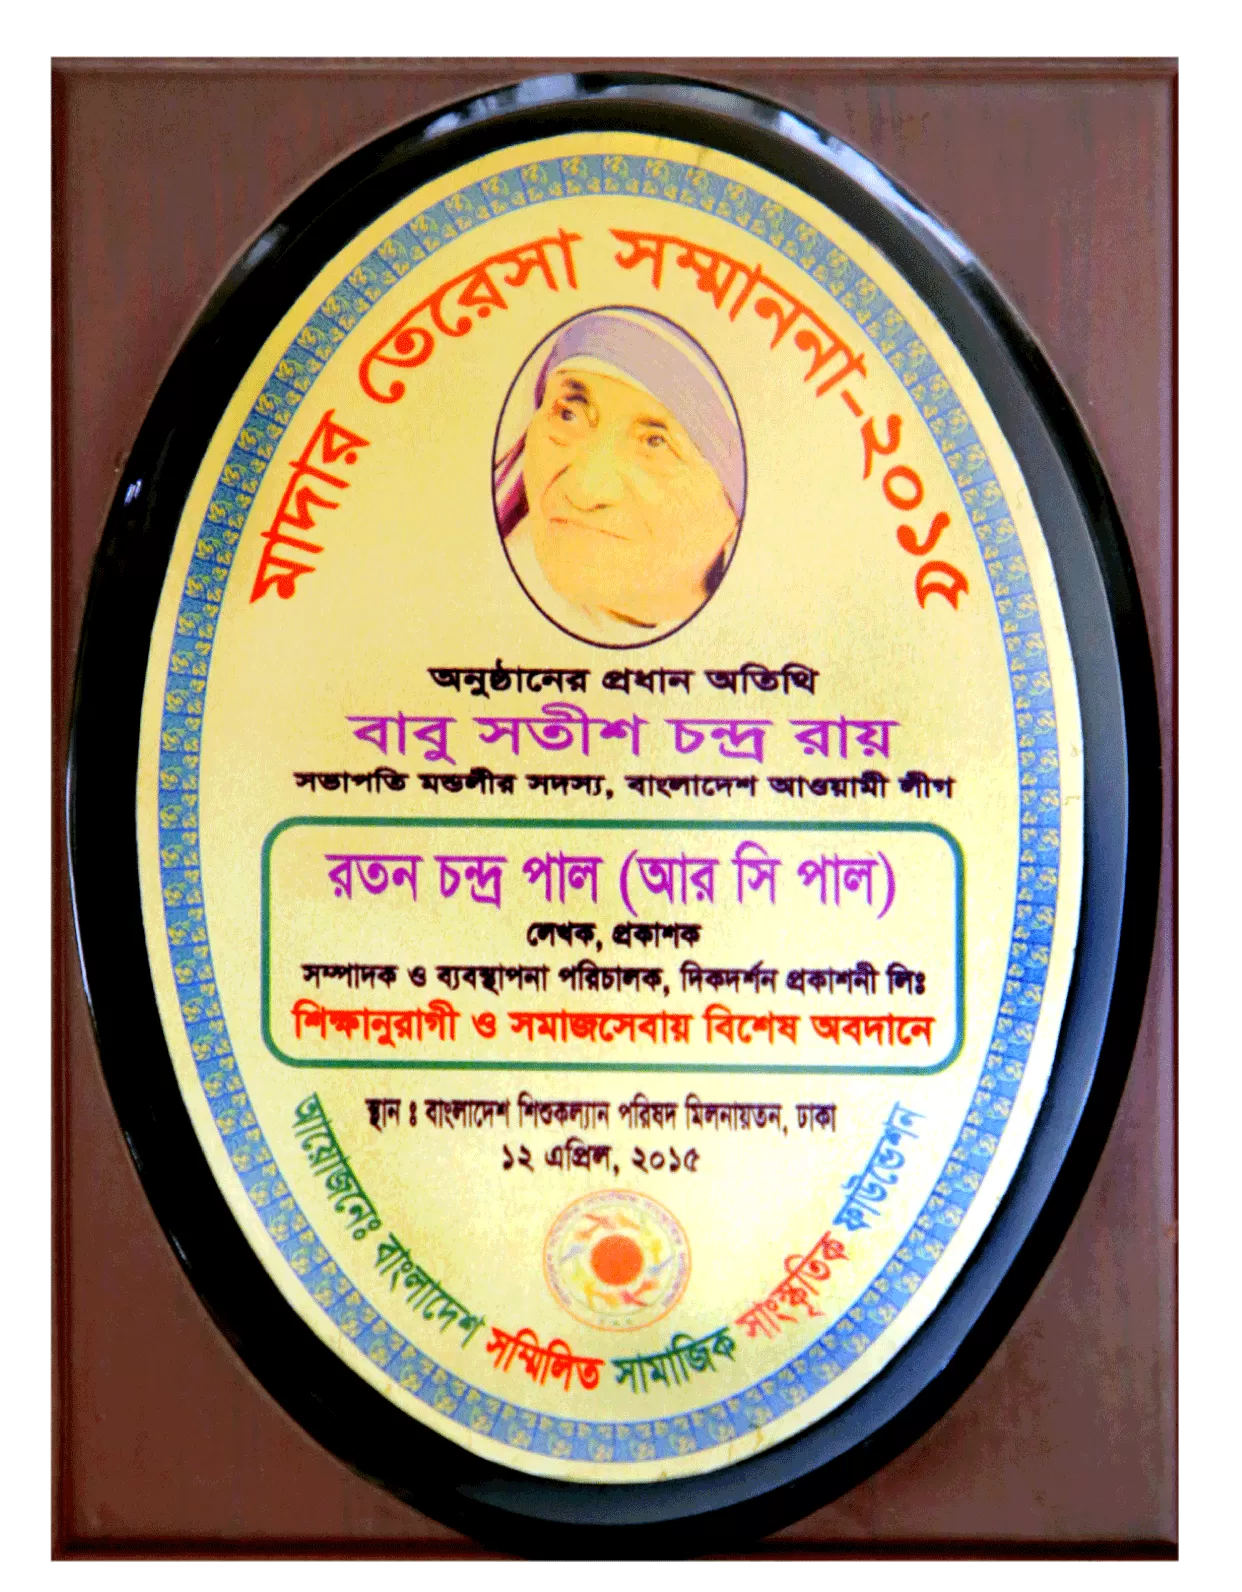 মাদার তেরেসা সম্মাননা-২০১৫
অনুষ্ঠানের প্রধান অতিথি
বাবু সতীশ চন্দ্র রায়
সভাপতি মন্ডলীর সদস্য, বাংলাদেশ আওয়ামী লীগ
রতন চন্দ্র পাল (আর সি পাল)
লেখক, প্রকাশক
সম্পাদক ও ব্যবস্থাপনা পরিচালক, দিকদর্শন প্রকাশনী লিঃ
শিক্ষানুরাগী ও সমাজসেবায় বিশেষ অবদানে
স্থান ঃ বাংলাদেশ শিশুকল্যান পরিষদ মিলনায়তন, ঢাকা
১২ এপ্রিল, ২০১৫
আয়োজনেঃ বাংলাদেশ সম্মিলিত সামাজিক সাংস্কৃতিক ফাউন্ডেশন